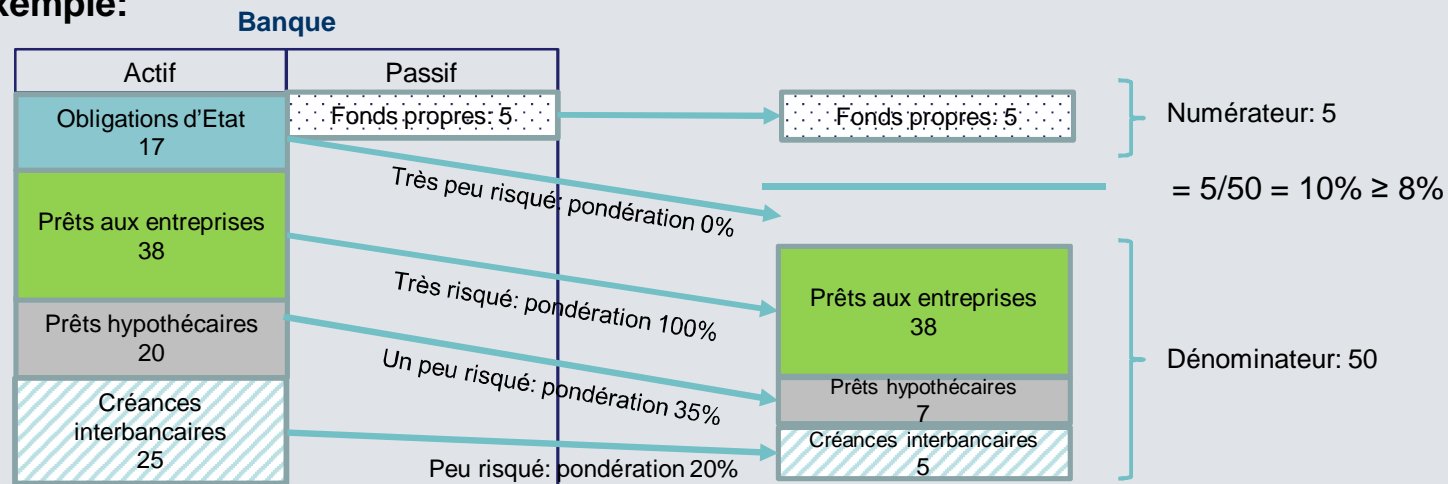 xemple:
Banque
Actif
Passif
Obligations d'Etat
17
Fonds propres: 5
Fonds propres: 5
Numérateur: 5
Très peu risqué: pondération 0%
= 5/50 = 10% ≥ 8%
Prêts aux entreprises
38
Très risqué: pondération 100%
Prêts aux entreprises
38
Prêts hypothécaires
20
Un peu risqué: pondération 35%
Prêts hypothécaires
7
Dénominateur: 50
Créances
interbancaires
25
Peu risqué: pondération 20%
Créances interbancaires
5